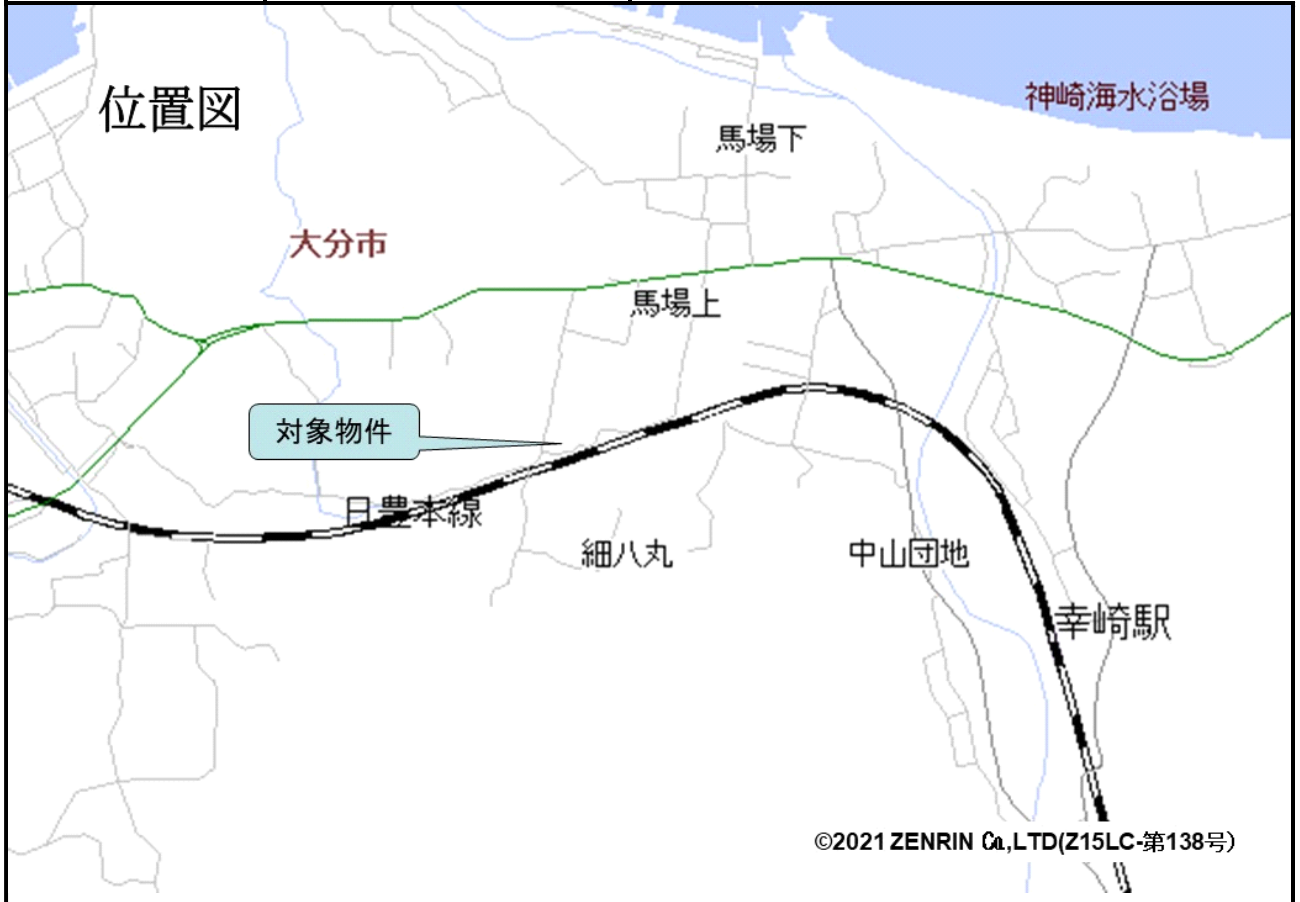 位置図
神崎海水浴場
馬場下
大分市
馬場上
対象物件
日豊本線
細八丸
中山団地
幸崎駅
©2021 ZENRIN Co.,LTD(Z15LC-第138号)